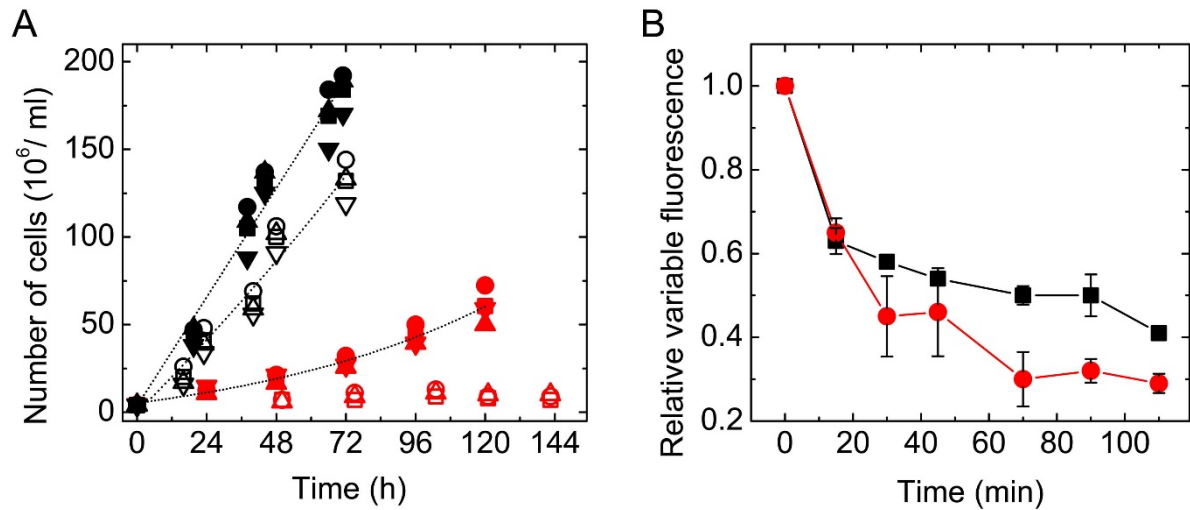 A
Number of cells (10⁶/ ml)
200
150
100
50
0
0 24 48 72 96 120 144
Time (h)
B
Relative variable fluorescence
1.0
0.8
0.6
0.4
0.2
0 20 40 60 80 100
Time (min)